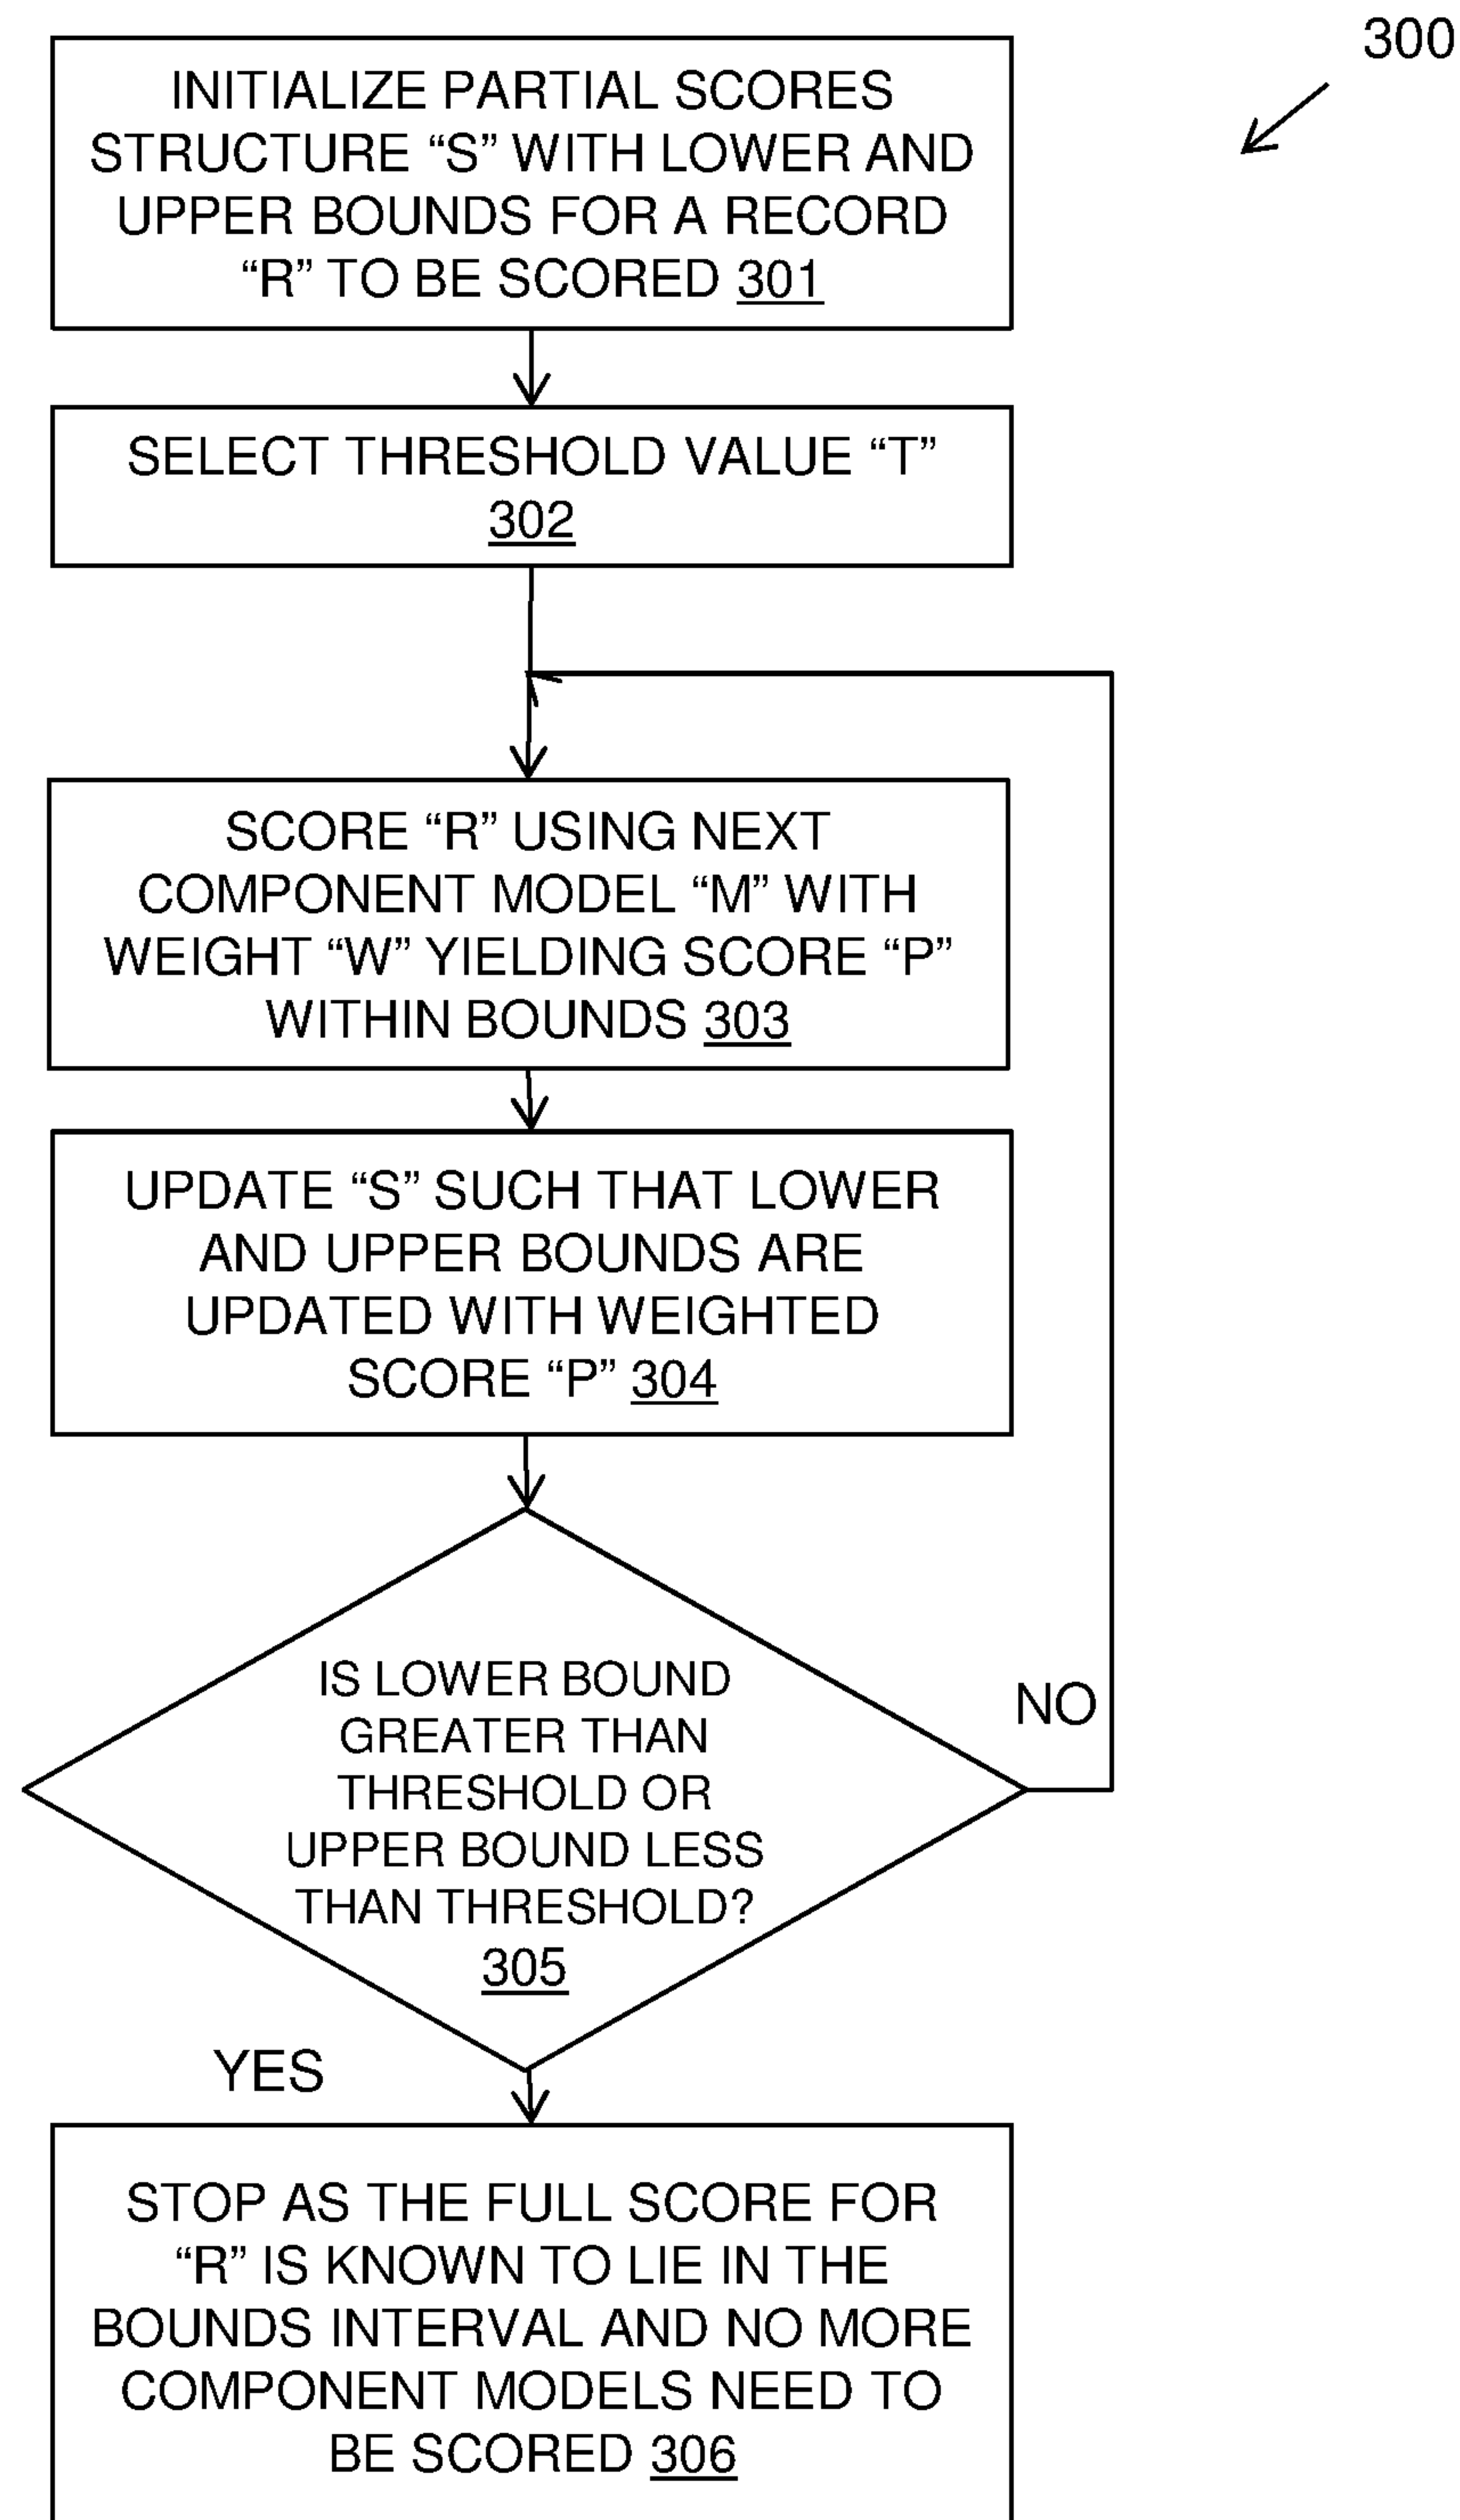 300
INITIALIZE PARTIAL SCORES
STRUCTURE “S” WITH LOWER AND
UPPER BOUNDS FOR A RECORD
“R” TO BE SCORED 301
SELECT THRESHOLD VALUE “T”
302
SCORE “R” USING NEXT
COMPONENT MODEL “M” WITH
WEIGHT “W” YIELDING SCORE “P”
WITHIN BOUNDS 303
UPDATE “S” SUCH THAT LOWER
AND UPPER BOUNDS ARE
UPDATED WITH WEIGHTED
SCORE “P” 304
IS LOWER BOUND
GREATER THAN
THRESHOLD OR
UPPER BOUND LESS
THAN THRESHOLD?
305
NO
YES
STOP AS THE FULL SCORE FOR
“R” IS KNOWN TO LIE IN THE
BOUNDS INTERVAL AND NO MORE
COMPONENT MODELS NEED TO
BE SCORED 306